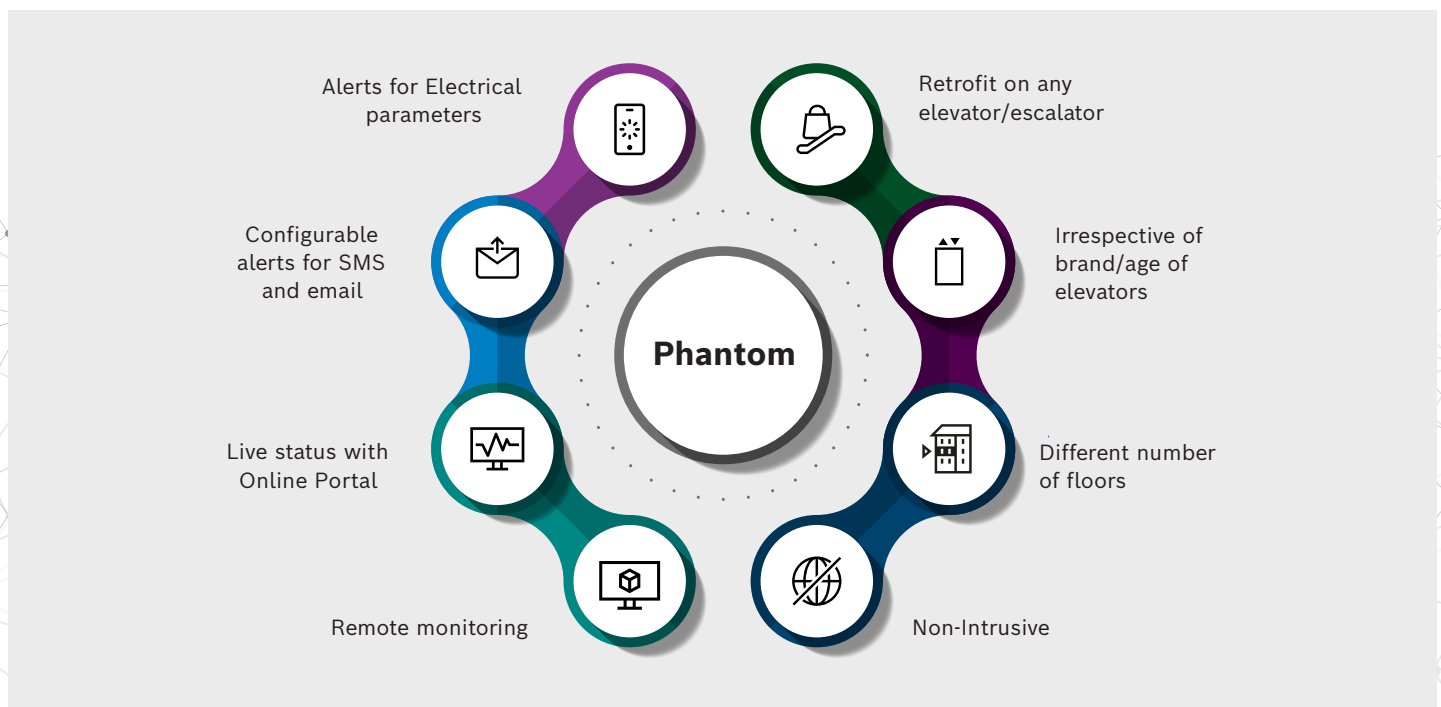 Alerts for Electrical
parameters
Configurable
alerts for SMS
and email
Live status with
Online Portal
Remote monitoring
Phantom
Retrofit on any
elevator/escalator
Irrespective of
brand/age of
elevators
Different number
of floors
Non-Intrusive